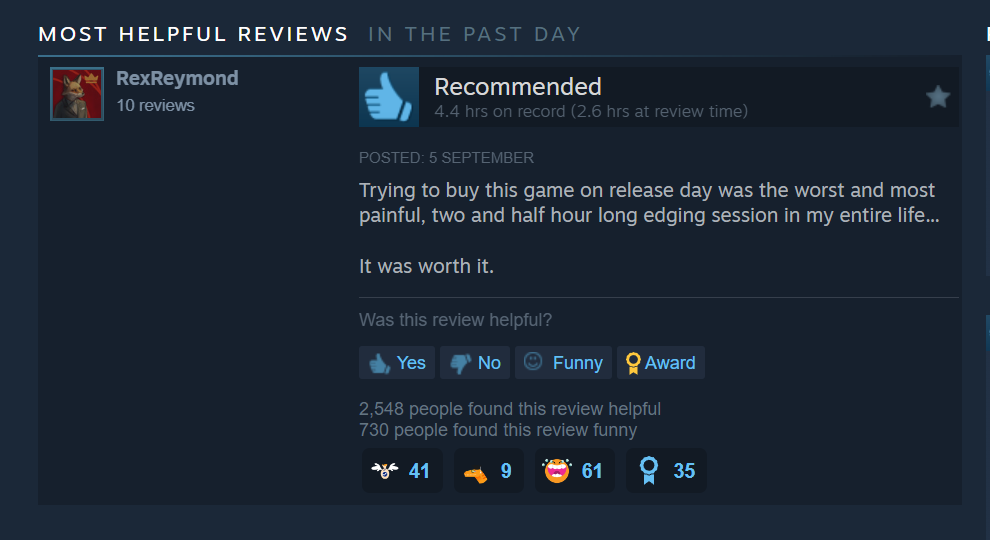 MOST HELPFUL REVIEWS IN THE PAST DAY
RexReymond
10 reviews
Recommended
4.4 hrs on record (2.6 hrs at review time)
POSTED: 5 SEPTEMBER
Trying to buy this game on release day was the worst and most
painful, two and half hour long edging session in my entire life...
It was worth it.
Was this review helpful?
Yes No Funny Award
2,548 people found this review helpful
730 people found this review funny
41 9 61 35